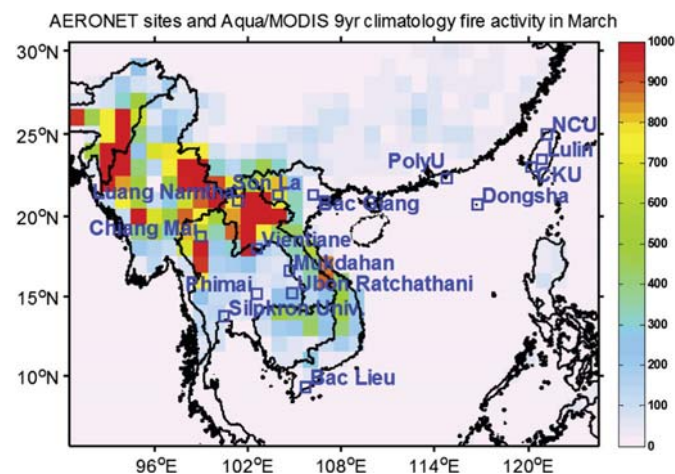 AERONET sites and Aqua/MODIS 9yr climatology fire activity in March
30°N
25°N
20°N
15°N
10°N
96°E
102°E
108°E
114°E
120°E
1000
900
800
700
600
500
400
300
200
100
0
NCU
Lulin
CKU
PolyU
Dongsha
Luang Namtha
Son La
Bac Giang
Chiang Mai
Vientiane
Mukdahan
Phimai
Ubon Ratchathani
Silpkron Univ
Bac Lieu